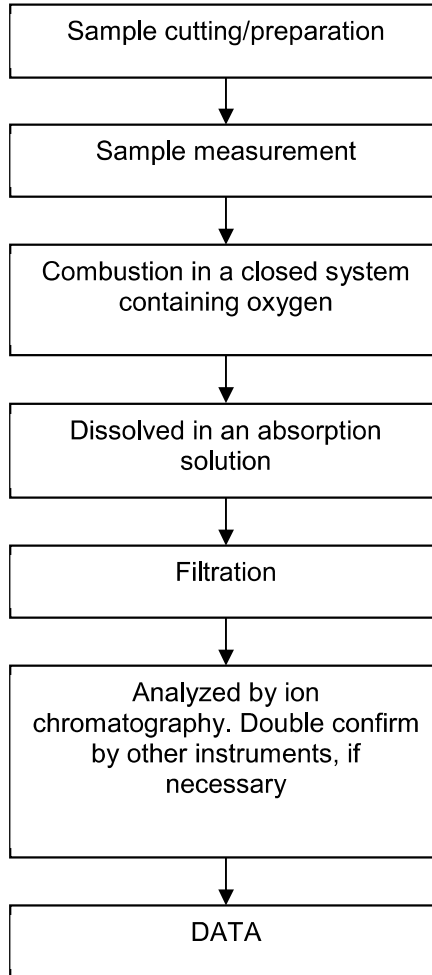 Sample cutting/preparation
Sample measurement
Combustion in a closed system
containing oxygen
Dissolved in an absorption
solution
Filtration
Analyzed by ion
chromatography. Double confirm
by other instruments, if
necessary
DATA